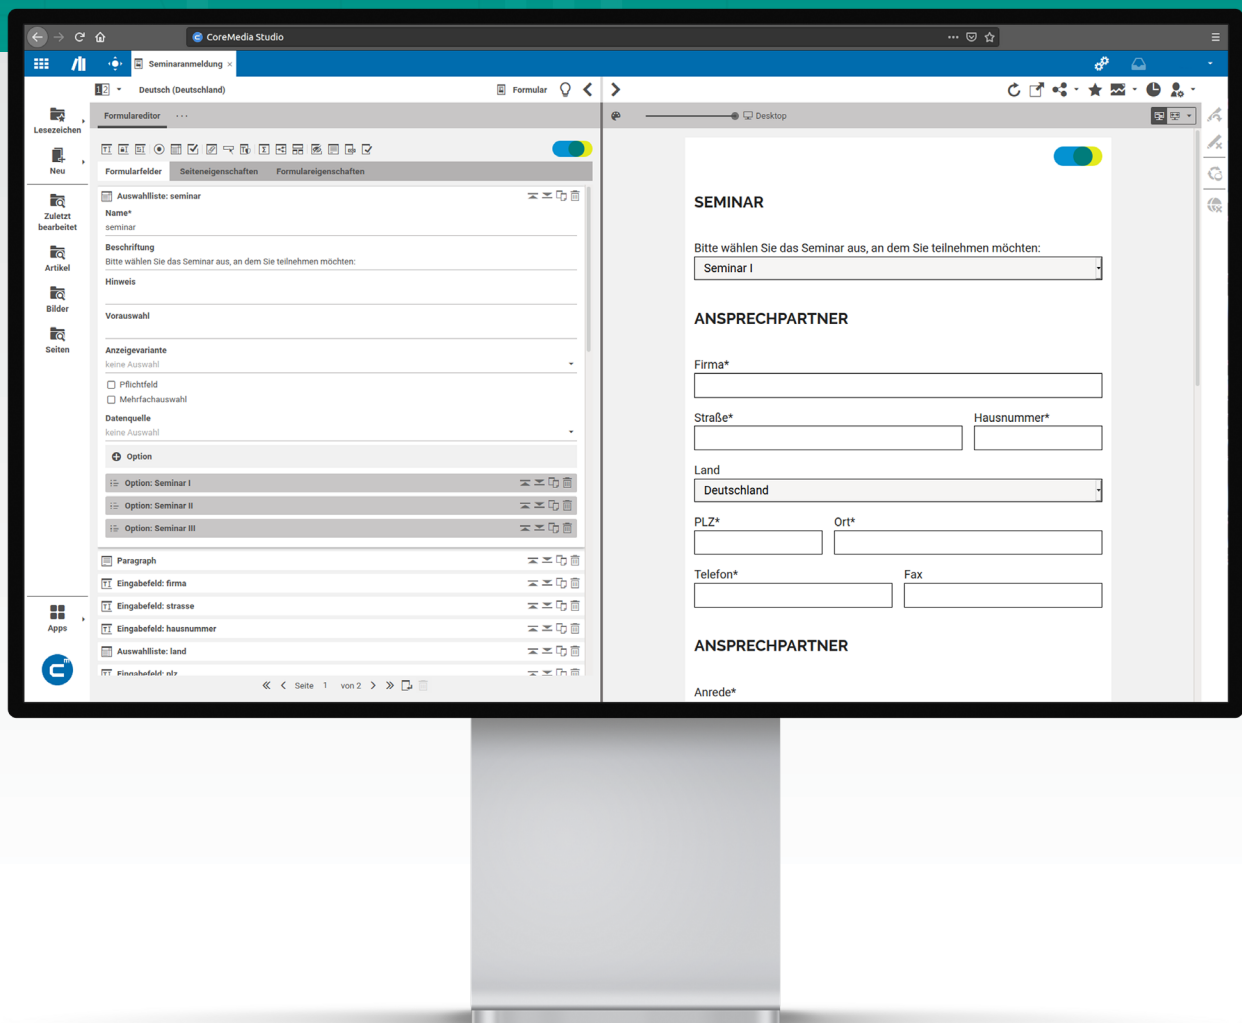 CoreMedia Studio
Seminaranmeldung ×
12 Deutsch (Deutschland)
Formular
Formulareditor ...
Desktop
Lesezeichen
Neu
Zuletzt bearbeitet
Artikel
Bilder
Seiten
Apps
Formularfelder Seiteneigenschaften Formulareigenschaften
Auswahlliste: seminar
Name*
seminar
Beschriftung
Bitte wählen Sie das Seminar aus, an dem Sie teilnehmen möchten:
Hinweis
Vorauswahl
Anzeigevariante
keine Auswahl
Pflichtfeld
Mehrfachauswahl
Datenquelle
keine Auswahl
Option
Option: Seminar I
Option: Seminar II
Option: Seminar III
Paragraph
Eingabefeld: firma
Eingabefeld: strasse
Eingabefeld: hausnummer
Auswahlliste: land
Eingabefeld: plz
Seite 1 von 2
SEMINAR
Bitte wählen Sie das Seminar aus, an dem Sie teilnehmen möchten:
Seminar I
ANSPRECHPARTNER
Firma*
Straße* Hausnummer*
Land
Deutschland
PLZ* Ort*
Telefon* Fax
ANSPRECHPARTNER
Anrede*